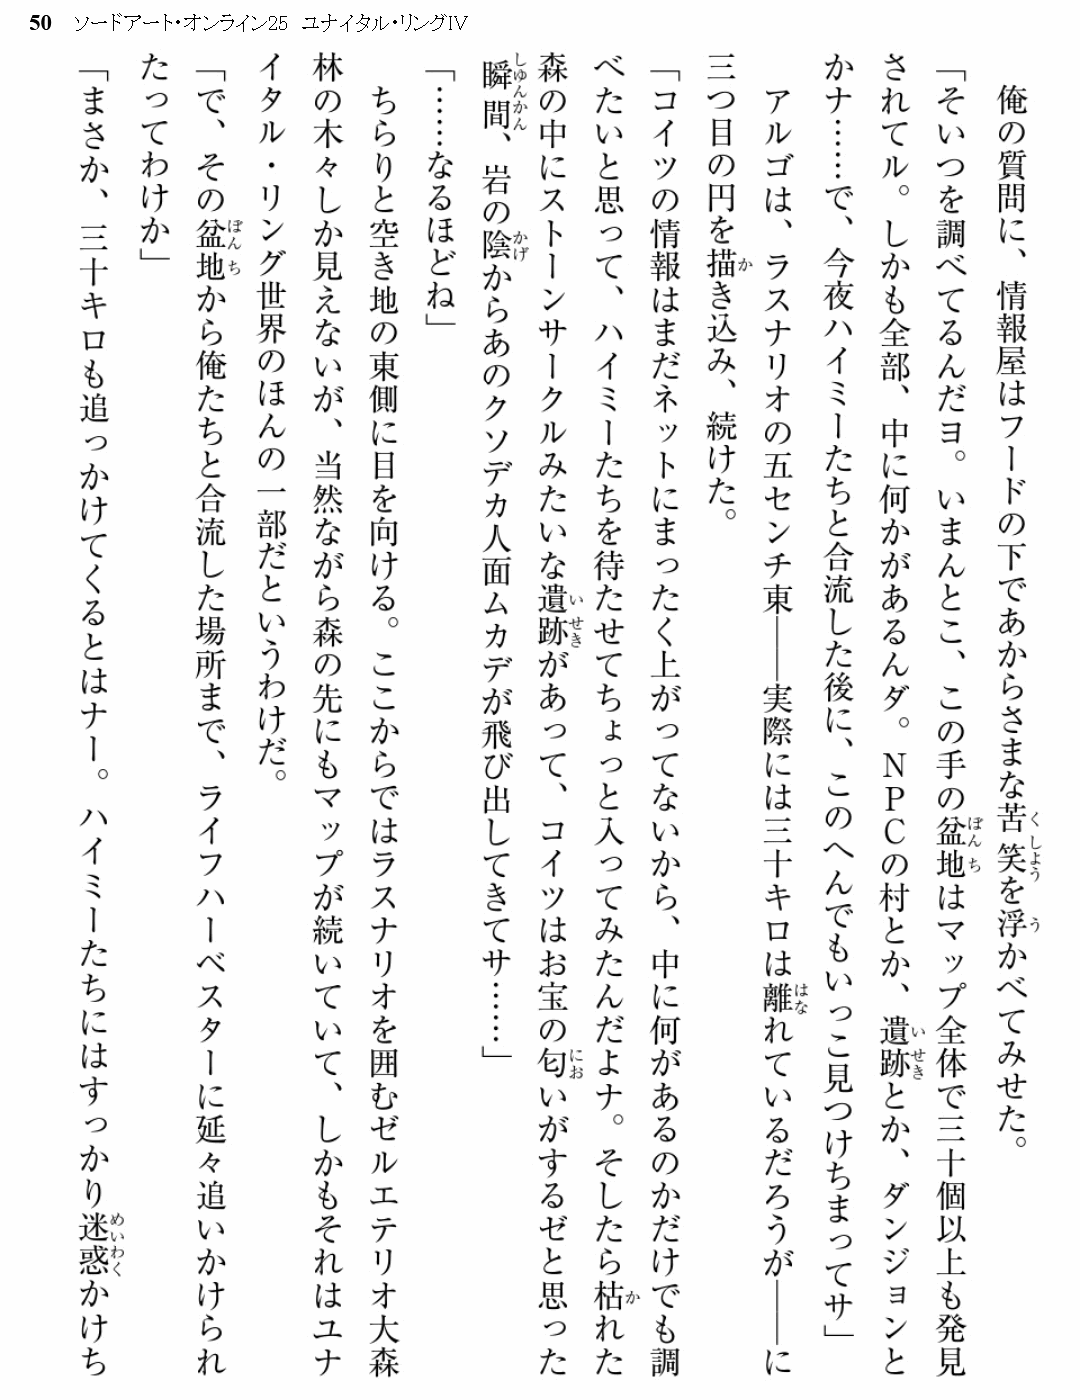 50 ソードアート・オンライン25 ユナイタル・リングⅣ
俺の質問に、情報屋はフードの下であからさまな苦笑を浮かべてみせた。
「そいつを調べてるんだヨ。いまんとこ、この手の盆地はマップ全体で三十個以上も発見
されてル。しかも全部、中に何かがあるんダ。NPCの村とか、遺跡とか、ダンジョンと
かナ……で、今夜ハイミーたちと合流した後に、このへんでもいっこ見つけちまってサ」
アルゴは、ラスナリオの五センチ東――実際には三十キロは離れているだろうが――に
三つ目の円を描き込み、続けた。
「コイツの情報はまだネットにまったく上がってないから、中に何があるのかだけでも調
べたいと思って、ハイミーたちを待たせてちょっと入ってみたんだよナ。そしたら枯れた
森の中にストーンサークルみたいな遺跡があって、コイツはお宝の匂いがするゼと思った
瞬間、岩の陰からあのクソデカ人面ムカデが飛び出してきてサ……」
「……なるほどね」
ちらりと空き地の東側に目を向ける。ここからではラスナリオを囲むゼルエテリオ大森
林の木々しか見えないが、当然ながら森の先にもマップが続いていて、しかもそれはユナ
イタル・リング世界のほんの一部だというわけだ。
「で、その盆地から俺たちと合流した場所まで、ライフハーベスターに延々追いかけられ
たってわけか」
「まさか、三十キロも追っかけてくるとはナー。ハイミーたちにはすっかり迷惑かけち